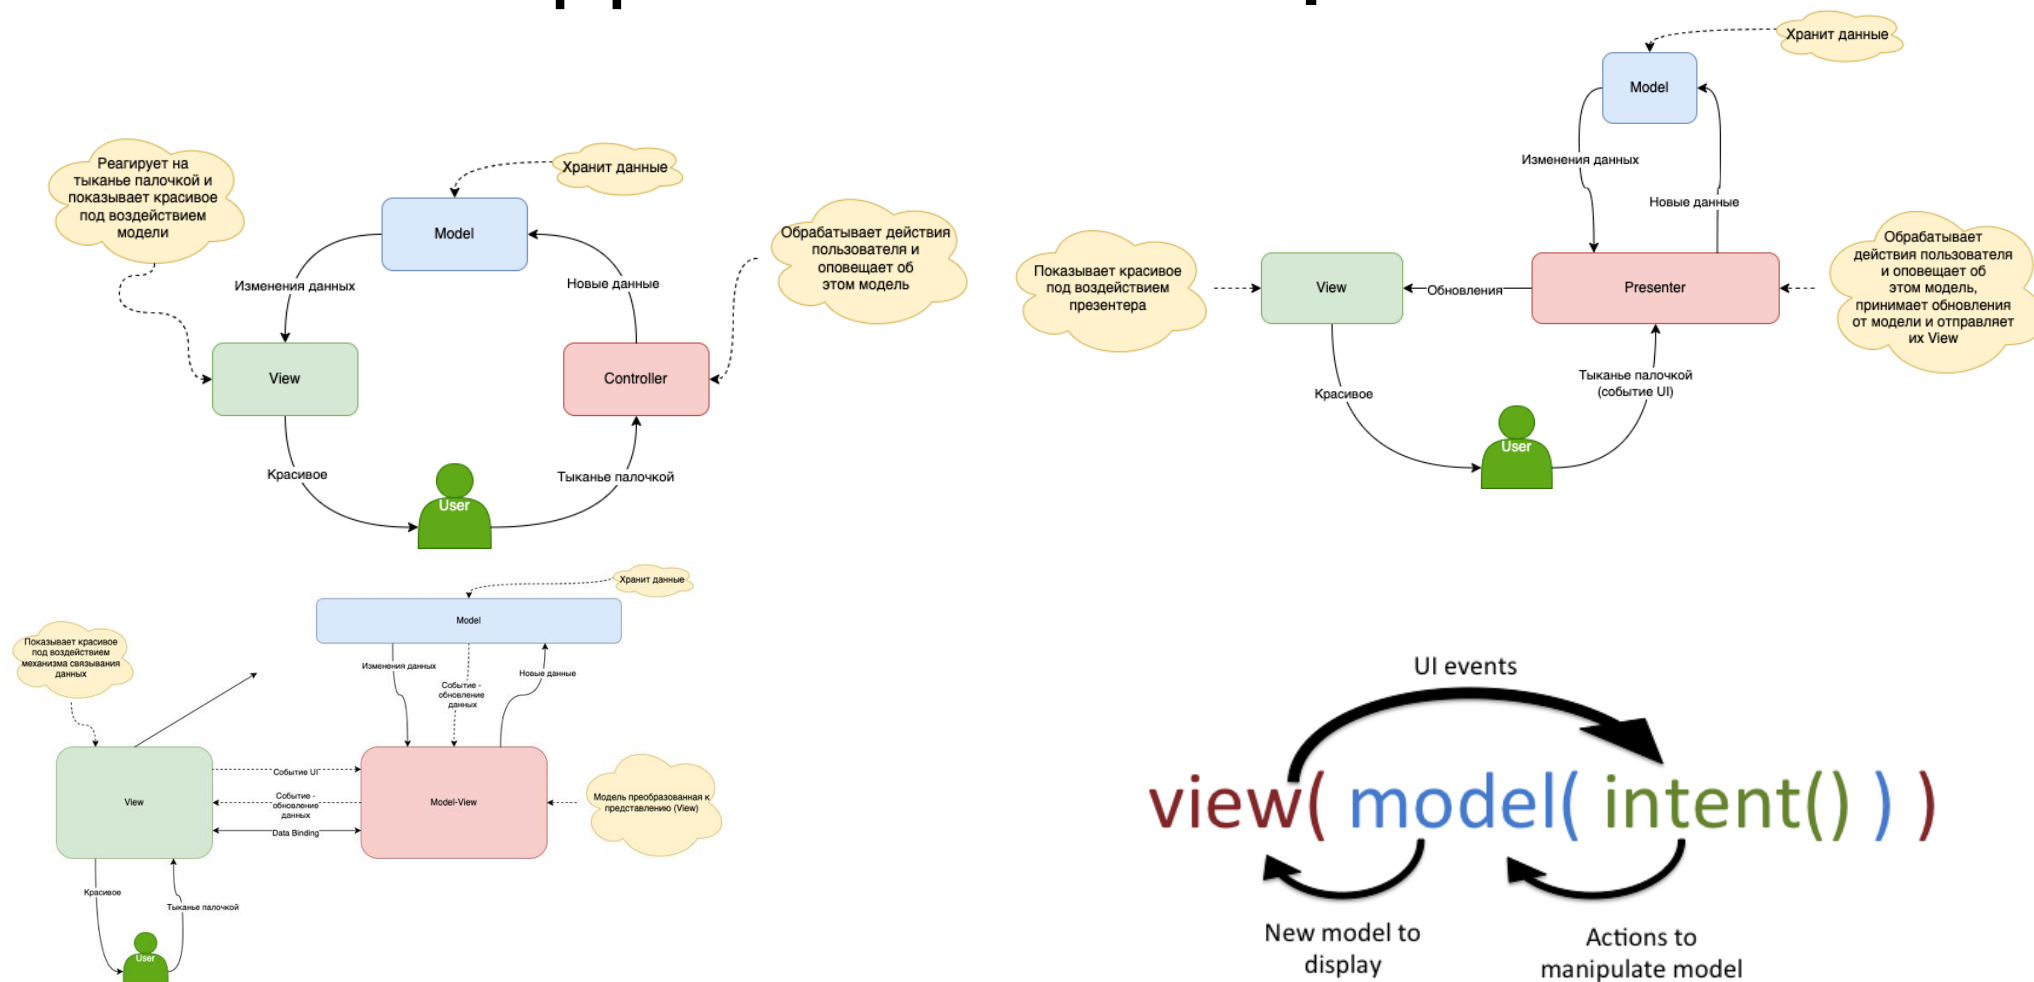 Реагирует на
тыканье палочкой и
показывает красивое
под воздействием
модели
Хранит данные
Model
Обрабатывает действия
пользователя и
оповещает об
этом модель
Изменения данных
Новые данные
View
Controller
Красивое
Тыканье палочкой
User
Хранит данные
Model
Изменения данных
Новые данные
Показывает красивое
под воздействием
презентера
View
Обновления
Presenter
Обрабатывает
действия пользователя
и оповещает об
этом модель,
принимает обновления
от модели и отправляет
их View
Красивое
Тыканье палочкой
(событие UI)
User
Хранит данные
Model
Показывает красивое
под воздействием
механизма связывания
данных
Изменения данных
Событие -
обновление
данных
Новые данные
View
Событие UI
Событие -
обновление
данных
Data Binding
Model-View
Модель преобразованная к
представлению (View)
Красивое
Тыканье палочкой
User
UI events
view( model( intent() ) )
New model to
display
Actions to
manipulate model